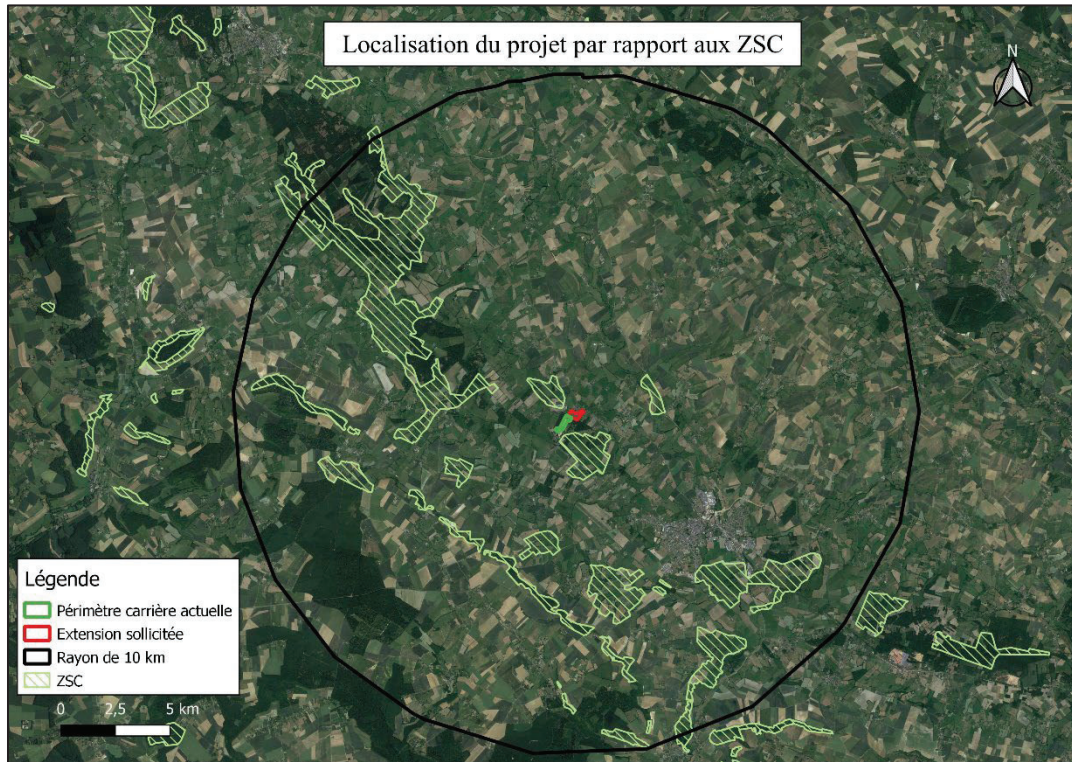 Localisation du projet par rapport aux ZSC
N
Légende
Périmètre carrière actuelle
Extension sollicitée
Rayon de 10 km
ZSC
0 2,5 5 km